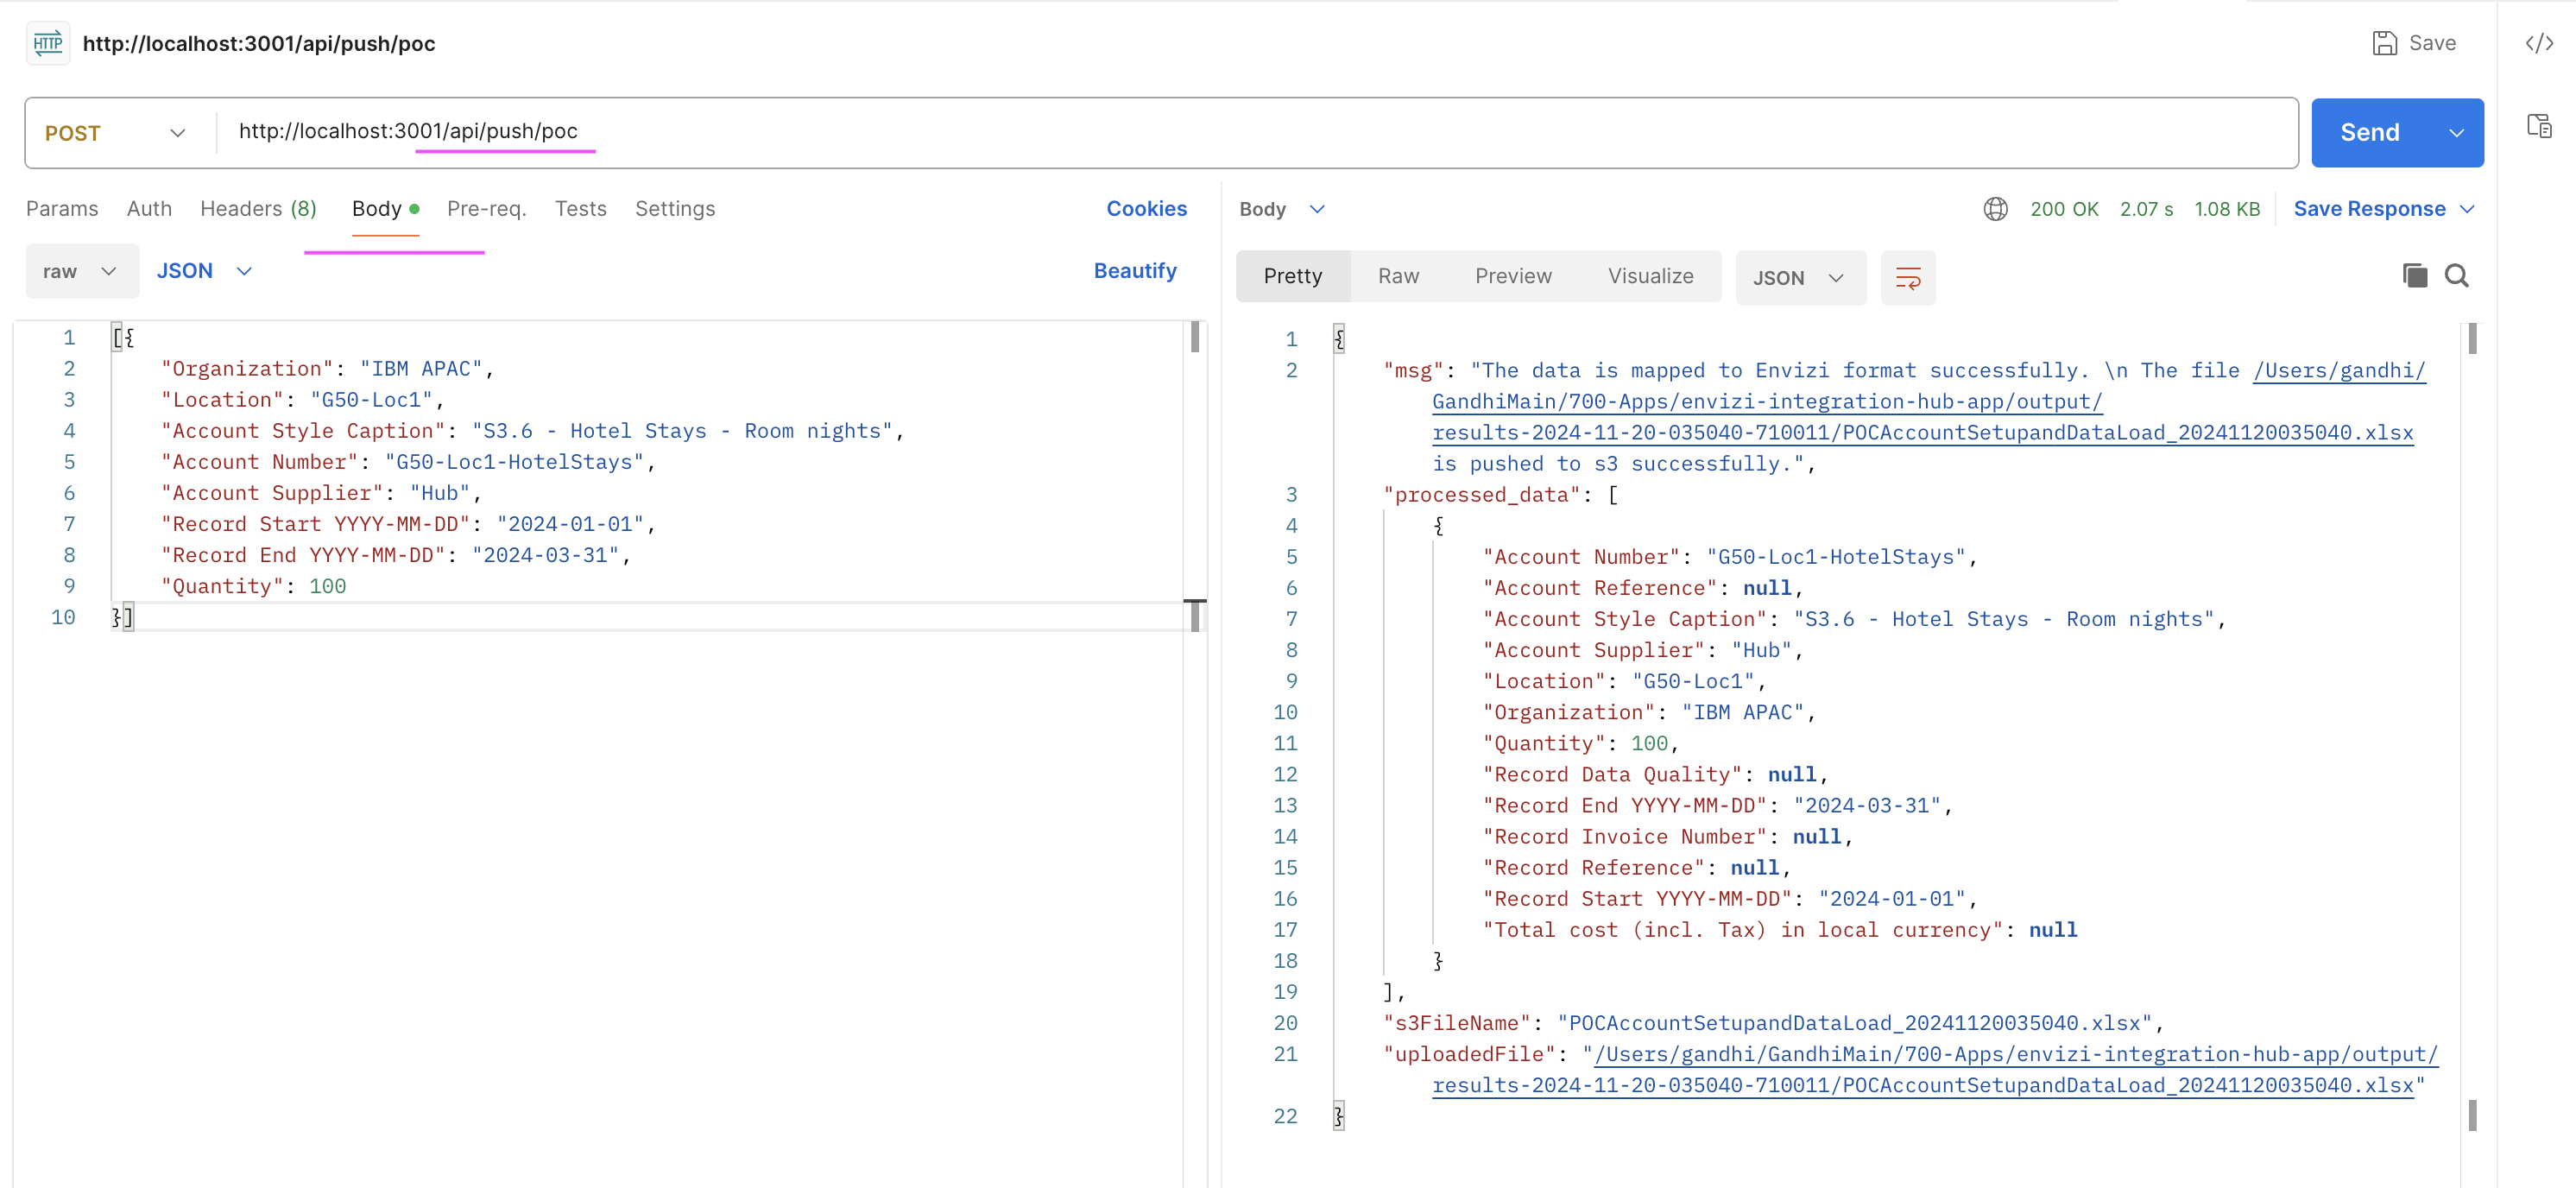 HTTP http://localhost:3001/api/push/poc
Save
POST http://localhost:3001/api/push/poc
Send
Params Auth Headers (8) Body Pre-req. Tests Settings Cookies
raw JSON Beautify
1 [{
2 "Organization": "IBM APAC",
3 "Location": "G50-Loc1",
4 "Account Style Caption": "S3.6 - Hotel Stays - Room nights",
5 "Account Number": "G50-Loc1-HotelStays",
6 "Account Supplier": "Hub",
7 "Record Start YYYY-MM-DD": "2024-01-01",
8 "Record End YYYY-MM-DD": "2024-03-31",
9 "Quantity": 100
10 }]
Body 200 OK 2.07 s 1.08 KB Save Response
Pretty Raw Preview Visualize JSON
1 {
2 "msg": "The data is mapped to Envizi format successfully. \n The file /Users/gandhi/
GandhiMain/700-Apps/envizi-integration-hub-app/output/
results-2024-11-20-035040-710011/POCAccountSetupandDataLoad_20241120035040.xlsx
is pushed to s3 successfully.",
3 "processed_data": [
4 {
5 "Account Number": "G50-Loc1-HotelStays",
6 "Account Reference": null,
7 "Account Style Caption": "S3.6 - Hotel Stays - Room nights",
8 "Account Supplier": "Hub",
9 "Location": "G50-Loc1",
10 "Organization": "IBM APAC",
11 "Quantity": 100,
12 "Record Data Quality": null,
13 "Record End YYYY-MM-DD": "2024-03-31",
14 "Record Invoice Number": null,
15 "Record Reference": null,
16 "Record Start YYYY-MM-DD": "2024-01-01",
17 "Total cost (incl. Tax) in local currency": null
18 }
19 ],
20 "s3FileName": "POCAccountSetupandDataLoad_20241120035040.xlsx",
21 "uploadedFile": "/Users/gandhi/GandhiMain/700-Apps/envizi-integration-hub-app/output/
results-2024-11-20-035040-710011/POCAccountSetupandDataLoad_20241120035040.xlsx"
22 }